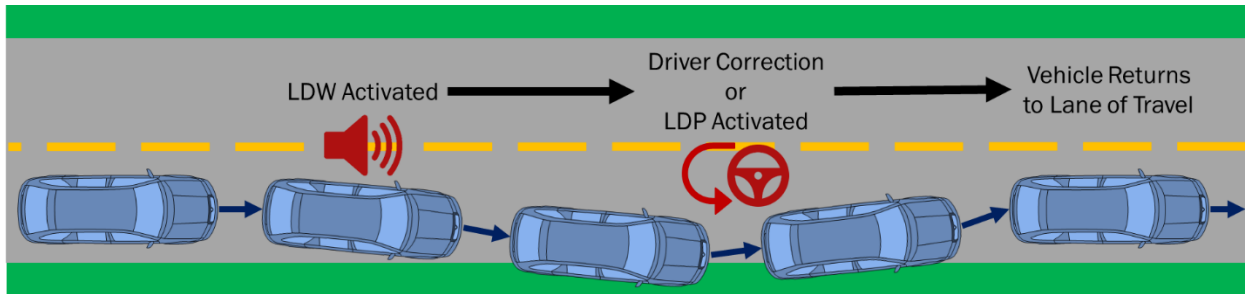 LDW Activated
Driver Correction
or
LDP Activated
Vehicle Returns
to Lane of Travel